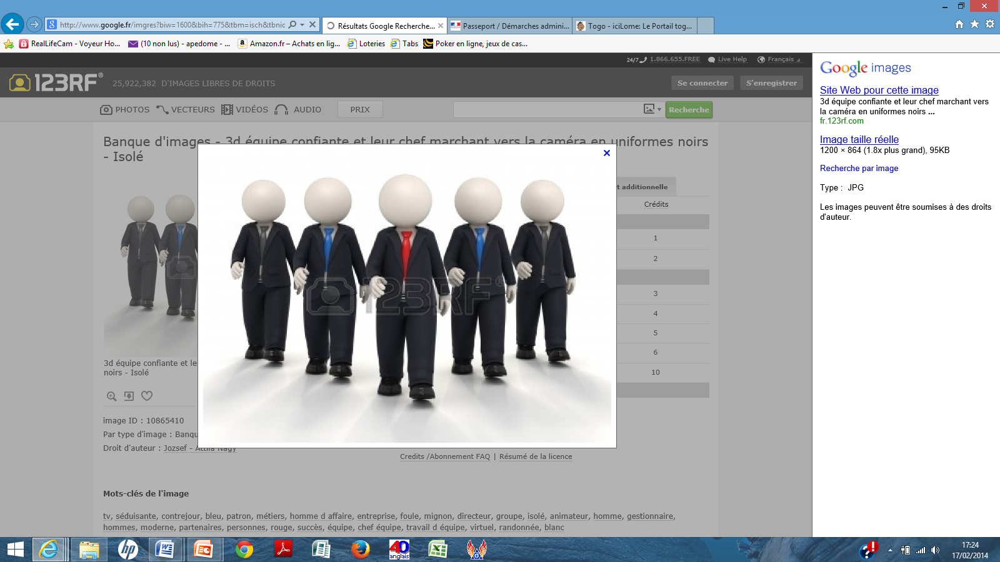 http://www.google.fr/imgres?biw=1600&bih=775&tbm=isch&tbnic
Résultats Google Recherche...
Passeport / Démarches admini...
Togo - iciLome: Le Portail tog...
RealLifeCam - Voyeur Ho...
(10 non lus) - apedome - ...
Amazon.fr – Achats en lig...
Loteries
Tabs
Poker en ligne, jeux de cas...
24/7 1.866.655.FREE Live Help Français
123RF® 25,922,382 D'IMAGES LIBRES DE DROITS Se connecter S'enregistrer
PHOTOS VECTEURS VIDÉOS AUDIO PRIX Recherche
Banque d'images - 3d équipe confiante et leur chef marchant vers la caméra en uniformes noirs
- Isolé
t additionnelle
Crédits
1
2
3
4
5
6
10
123RF®
3d équipe confiante et le
noirs - Isolé
image ID : 10865410
Par type d'image : Banqu
Droit d'auteur : Jozsef - Attila Nagy
Credits /Abonnement FAQ | Résumé de la licence
Mots-clés de l'image
tv, séduisante, contrejour, bleu, patron, métiers, homme d affaire, entreprise, foule, mignon, directeur, groupe, isolé, animateur, homme, gestionnaire,
hommes, moderne, partenaires, personnes, rouge, succès, équipe, chef équipe, travail d équipe, virtuel, randonnée, blanc
Google images
Site Web pour cette image
3d équipe confiante et leur chef marchant vers
la caméra en uniformes noirs ...
fr.123rf.com
Image taille réelle
1200 × 864 (1.8x plus grand), 95KB
Recherche par image
Type : JPG
Les images peuvent être soumises à des droits
d'auteur.
40
anglais
17:24
17/02/2014